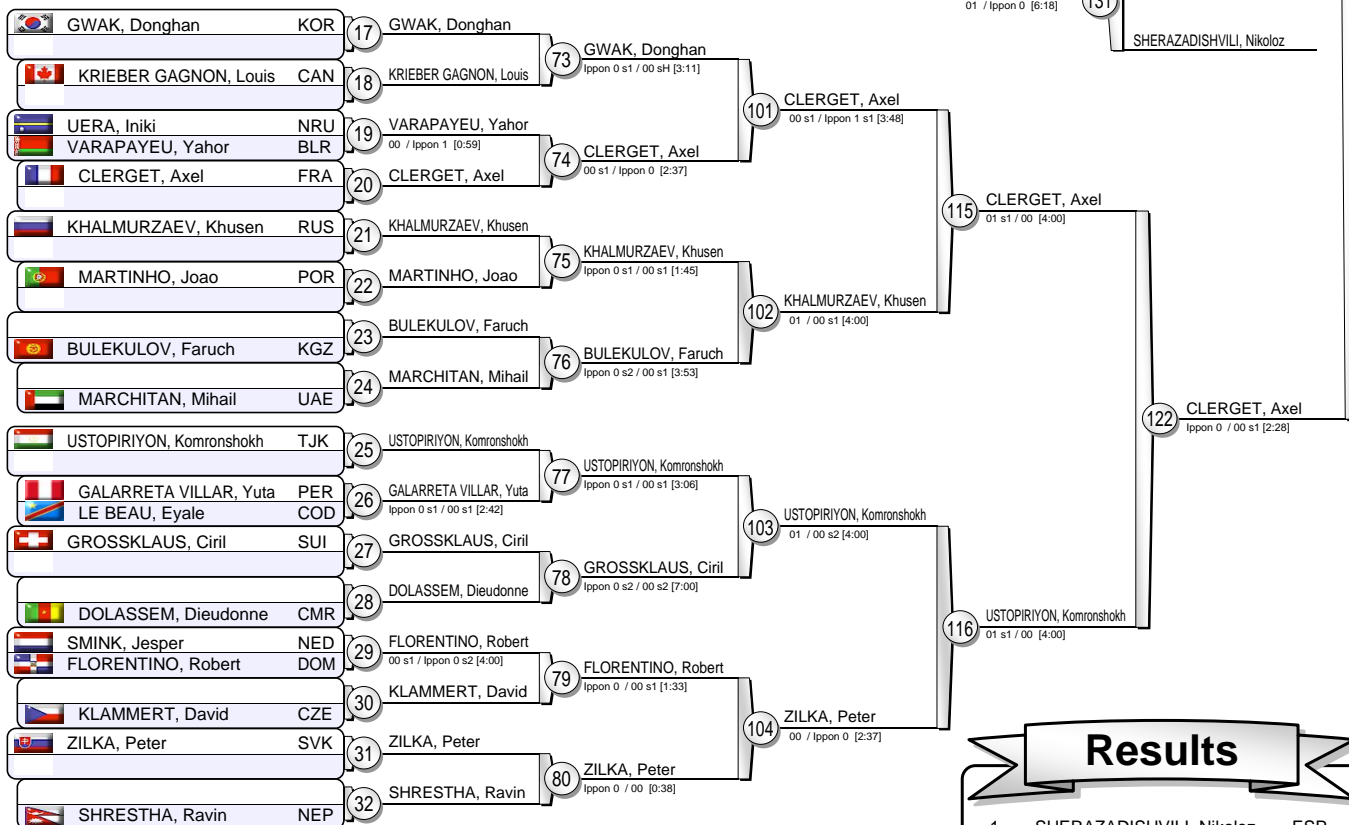 01 / Ippon 0 [6:18]
131
SHERAZADISHVILI, Nikoloz
GWAK, Donghan KOR
17
GWAK, Donghan
73
GWAK, Donghan
Ippon 0 s1 / 00 sH [3:11]
KRIEBER GAGNON, Louis CAN
18
KRIEBER GAGNON, Louis
101
CLERGET, Axel
00 s1 / Ippon 1 s1 [3:48]
UERA, Iniki NRU
VARAPAYEU, Yahor BLR
19
VARAPAYEU, Yahor
00 / Ippon 1 [0:59]
74
CLERGET, Axel
00 s1 / Ippon 0 [2:37]
CLERGET, Axel FRA
20
CLERGET, Axel
115
CLERGET, Axel
01 s1 / 00 [4:00]
KHALMURZAEV, Khusen RUS
21
KHALMURZAEV, Khusen
75
KHALMURZAEV, Khusen
Ippon 0 s1 / 00 s1 [1:45]
MARTINHO, Joao POR
22
MARTINHO, Joao
102
KHALMURZAEV, Khusen
01 / 00 s1 [4:00]
BULEKULOV, Faruch KGZ
23
BULEKULOV, Faruch
76
BULEKULOV, Faruch
Ippon 0 s2 / 00 s1 [3:53]
MARCHITAN, Mihail UAE
24
MARCHITAN, Mihail
122
CLERGET, Axel
Ippon 0 / 00 s1 [2:28]
USTOPIRIYON, Komronshokh TJK
25
USTOPIRIYON, Komronshokh
77
USTOPIRIYON, Komronshokh
Ippon 0 s1 / 00 s1 [3:06]
GALARRETA VILLAR, Yuta PER
LE BEAU, Eyale COD
26
GALARRETA VILLAR, Yuta
Ippon 0 s1 / 00 s1 [2:42]
103
USTOPIRIYON, Komronshokh
01 / 00 s2 [4:00]
GROSSKLAUS, Ciril SUI
27
GROSSKLAUS, Ciril
78
GROSSKLAUS, Ciril
Ippon 0 s2 / 00 s2 [7:00]
DOLASSEM, Dieudonne CMR
28
DOLASSEM, Dieudonne
116
USTOPIRIYON, Komronshokh
01 s1 / 00 [4:00]
SMINK, Jesper NED
FLORENTINO, Robert DOM
29
FLORENTINO, Robert
00 s1 / Ippon 0 s2 [4:00]
79
FLORENTINO, Robert
Ippon 0 / 00 s1 [1:33]
KLAMMERT, David CZE
30
KLAMMERT, David
104
ZILKA, Peter
00 / Ippon 0 [2:37]
ZILKA, Peter SVK
31
ZILKA, Peter
80
ZILKA, Peter
Ippon 0 / 00 [0:38]
SHRESTHA, Ravin NEP
32
SHRESTHA, Ravin
Results
1 SHERAZADISHVILI, Nikoloz ESP